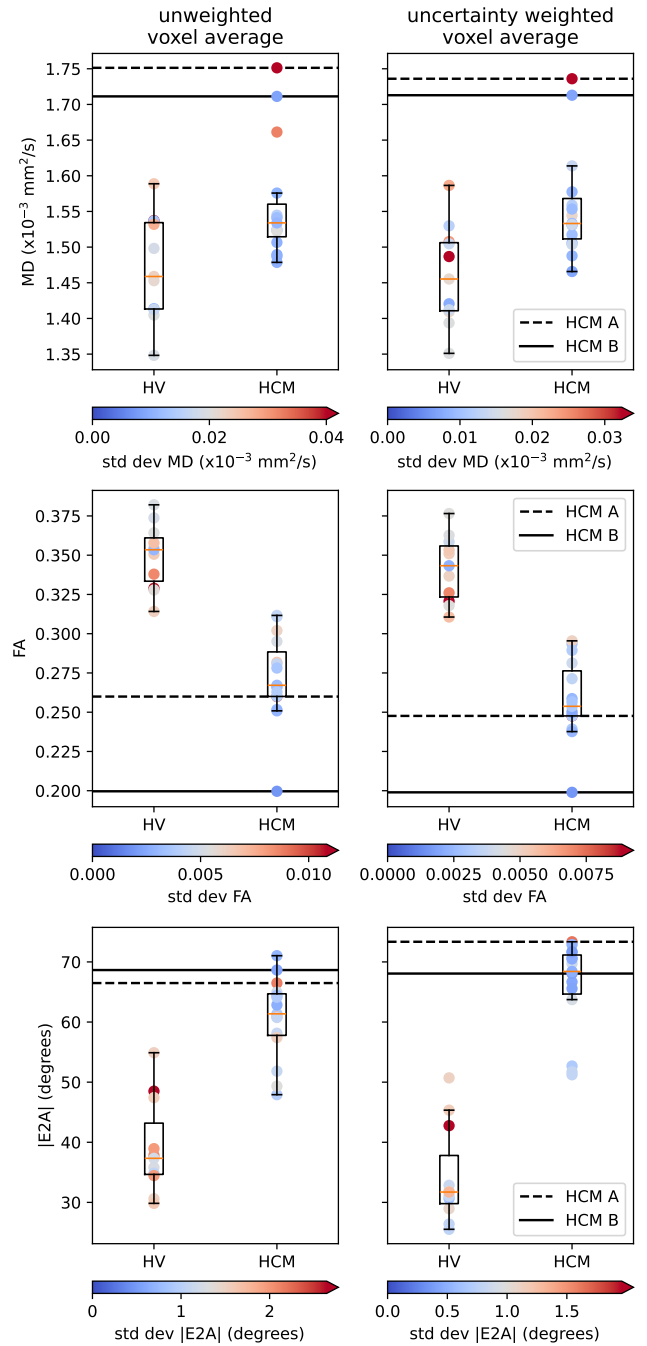 unweighted
voxel average
uncertainty weighted
voxel average
MD (x10⁻³ mm²/s)
1.75
1.70
1.65
1.60
1.55
1.50
1.45
1.40
1.35
HV
HCM
HV
HCM
HCM A
HCM B
0.00
0.02
0.04
std dev MD (x10⁻³ mm²/s)
0.00
0.01
0.02
0.03
std dev MD (x10⁻³ mm²/s)
FA
0.375
0.350
0.325
0.300
0.275
0.250
0.225
0.200
HV
HCM
HV
HCM
HCM A
HCM B
0.000
0.005
0.010
std dev FA
0.0000
0.0025
0.0050
0.0075
std dev FA
|E2A| (degrees)
70
60
50
40
30
HV
HCM
HV
HCM
HCM A
HCM B
0
1
2
std dev |E2A| (degrees)
0.0
0.5
1.0
1.5
std dev |E2A| (degrees)